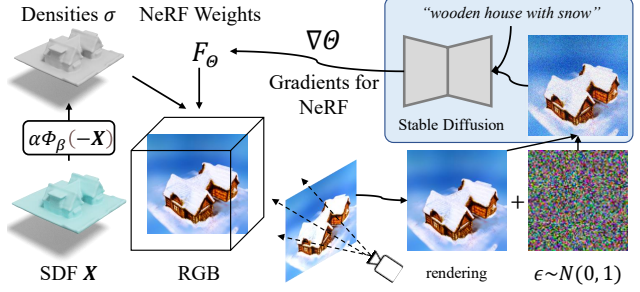 Densities σ
NeRF Weights
"wooden house with snow"
∇Θ
F_Θ
Gradients for
NeRF
Stable Diffusion
αΦ_β(−X)
+
SDF X
RGB
rendering
ϵ~N(0, 1)